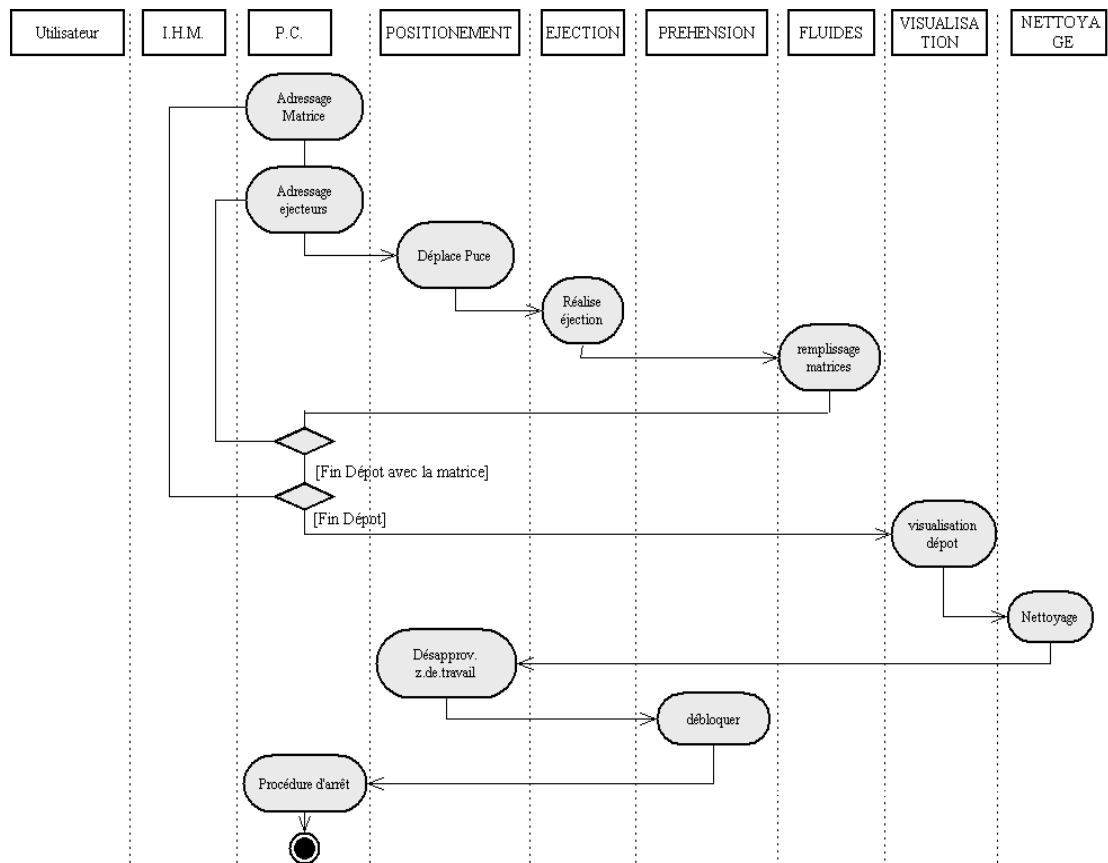 Utilisateur
I.H.M.
P.C.
POSITIONEMENT
EJECTION
PREHENSION
FLUIDES
VISUALISA
TION
NETTOYA
GE
Adressage
Matrice
Adressage
ejecteurs
Déplace Puce
Réalise
éjection
remplissage
matrices
[Fin Dépot avec la matrice]
[Fin Dépot]
visualisation
dépot
Nettoyage
Désapprov.
z.de.travail
débloquer
Procédure d'arrêt